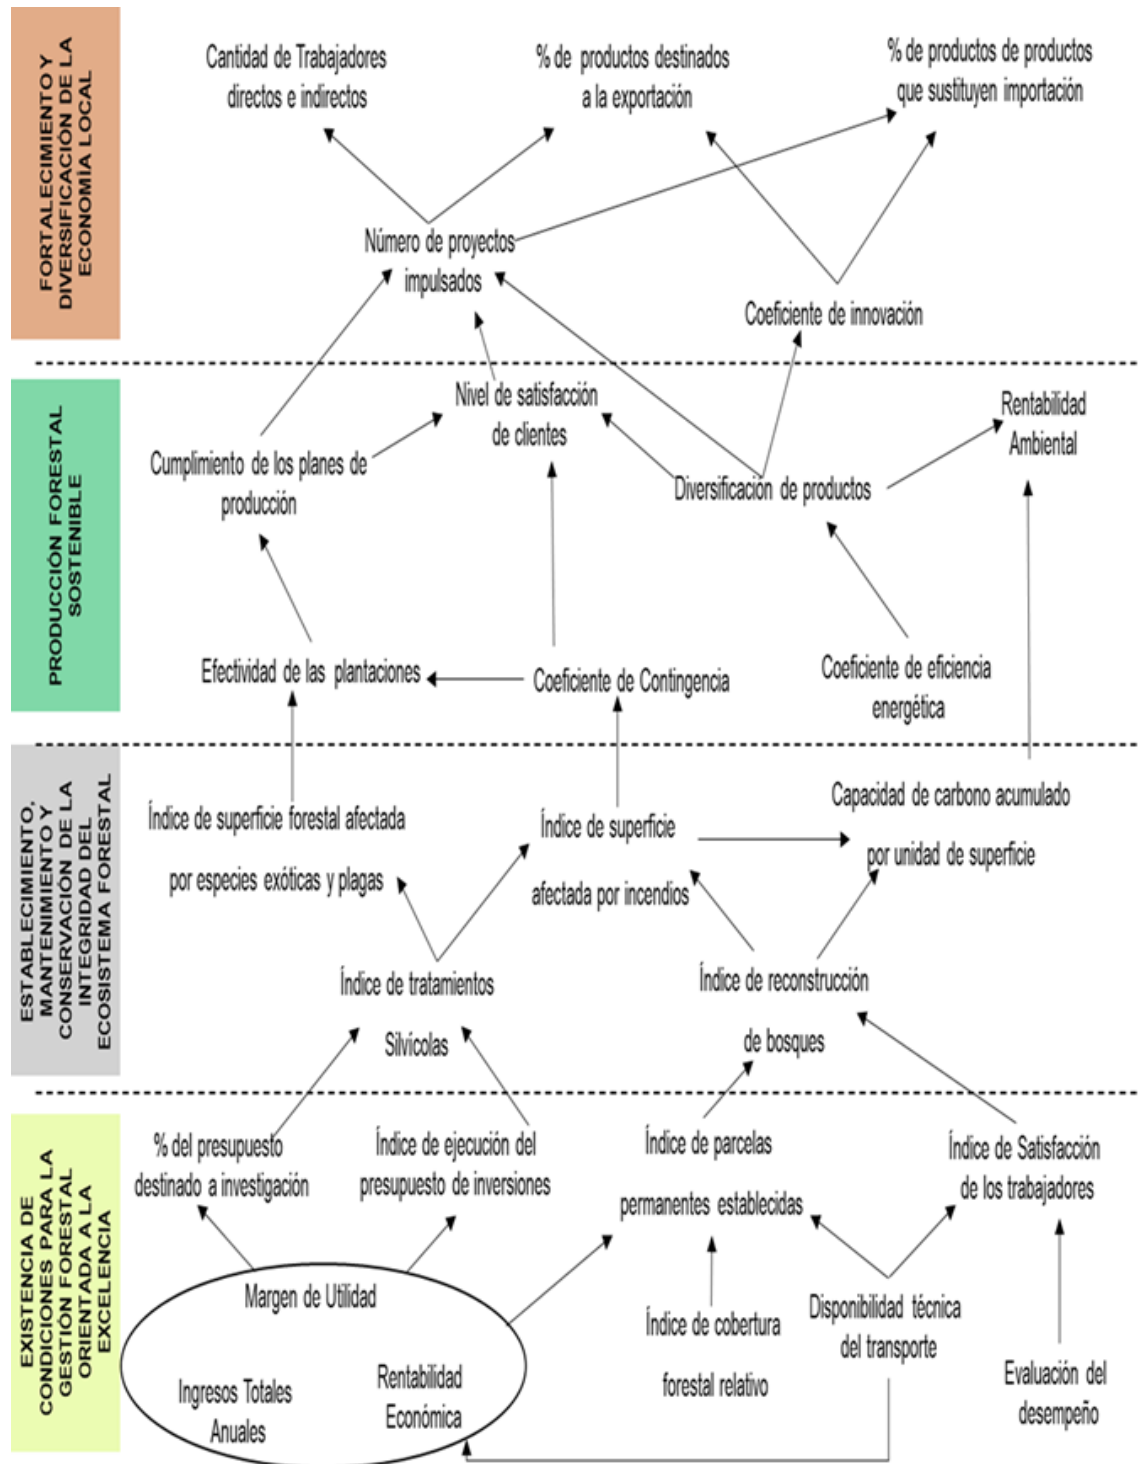 FORTALECIMIENTO Y
DIVERSIFICACIÓN DE LA
ECONOMÍA LOCAL
Cantidad de Trabajadores
directos e indirectos
% de productos destinados
a la exportación
% de productos de productos
que sustituyen importación
Número de proyectos
impulsados
Coeficiente de innovación
PRODUCCIÓN FORESTAL
SOSTENIBLE
Nivel de satisfacción
de clientes
Rentabilidad
Ambiental
Cumplimiento de los planes de
producción
Diversificación de productos
Efectividad de las plantaciones
Coeficiente de Contingencia
Coeficiente de eficiencia
energética
ESTABLECIMIENTO,
MANTENIMIENTO Y
CONSERVACIÓN DE LA
INTEGRIDAD DEL
ECOSISTEMA FORESTAL
Índice de superficie forestal afectada
por especies exóticas y plagas
Índice de superficie
afectada por incendios
Capacidad de carbono acumulado
por unidad de superficie
Índice de tratamientos
Silvícolas
Índice de reconstrucción
de bosques
EXISTENCIA DE
CONDICIONES PARA LA
GESTIÓN FORESTAL
ORIENTADA A LA
EXCELENCIA
% del presupuesto
destinado a investigación
Índice de ejecución del
presupuesto de inversiones
Índice de parcelas
permanentes establecidas
Índice de Satisfacción
de los trabajadores
Margen de Utilidad
Ingresos Totales
Anuales
Rentabilidad
Económica
Índice de cobertura
forestal relativo
Disponibilidad técnica
del transporte
Evaluación del
desempeño